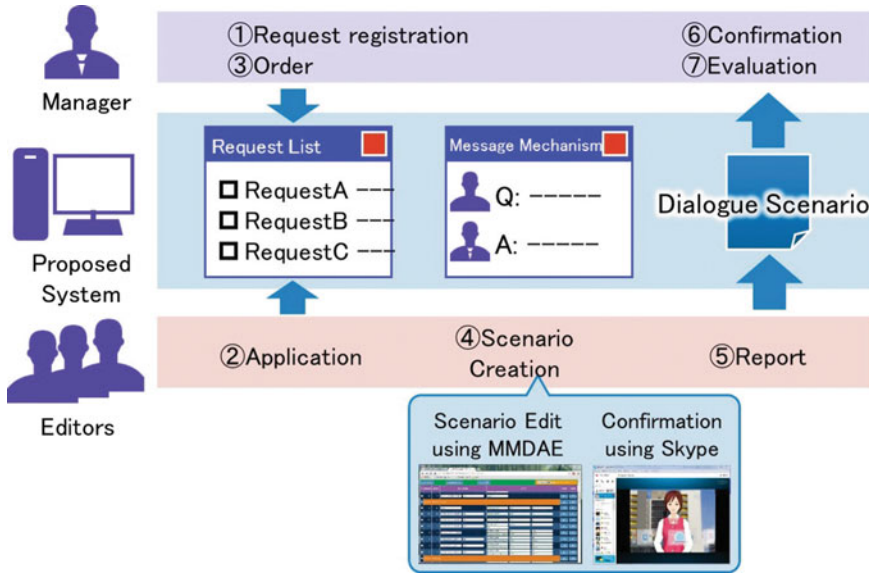 ①Request registration
③Order
⑥Confirmation
⑦Evaluation
Manager
Request List
RequestA ---
RequestB ---
RequestC ---
Message Mechanism
Q: -----
A: -----
Dialogue Scenario
Proposed
System
②Application
④Scenario
Creation
⑤Report
Editors
Scenario Edit
using MMDAE
Confirmation
using Skype